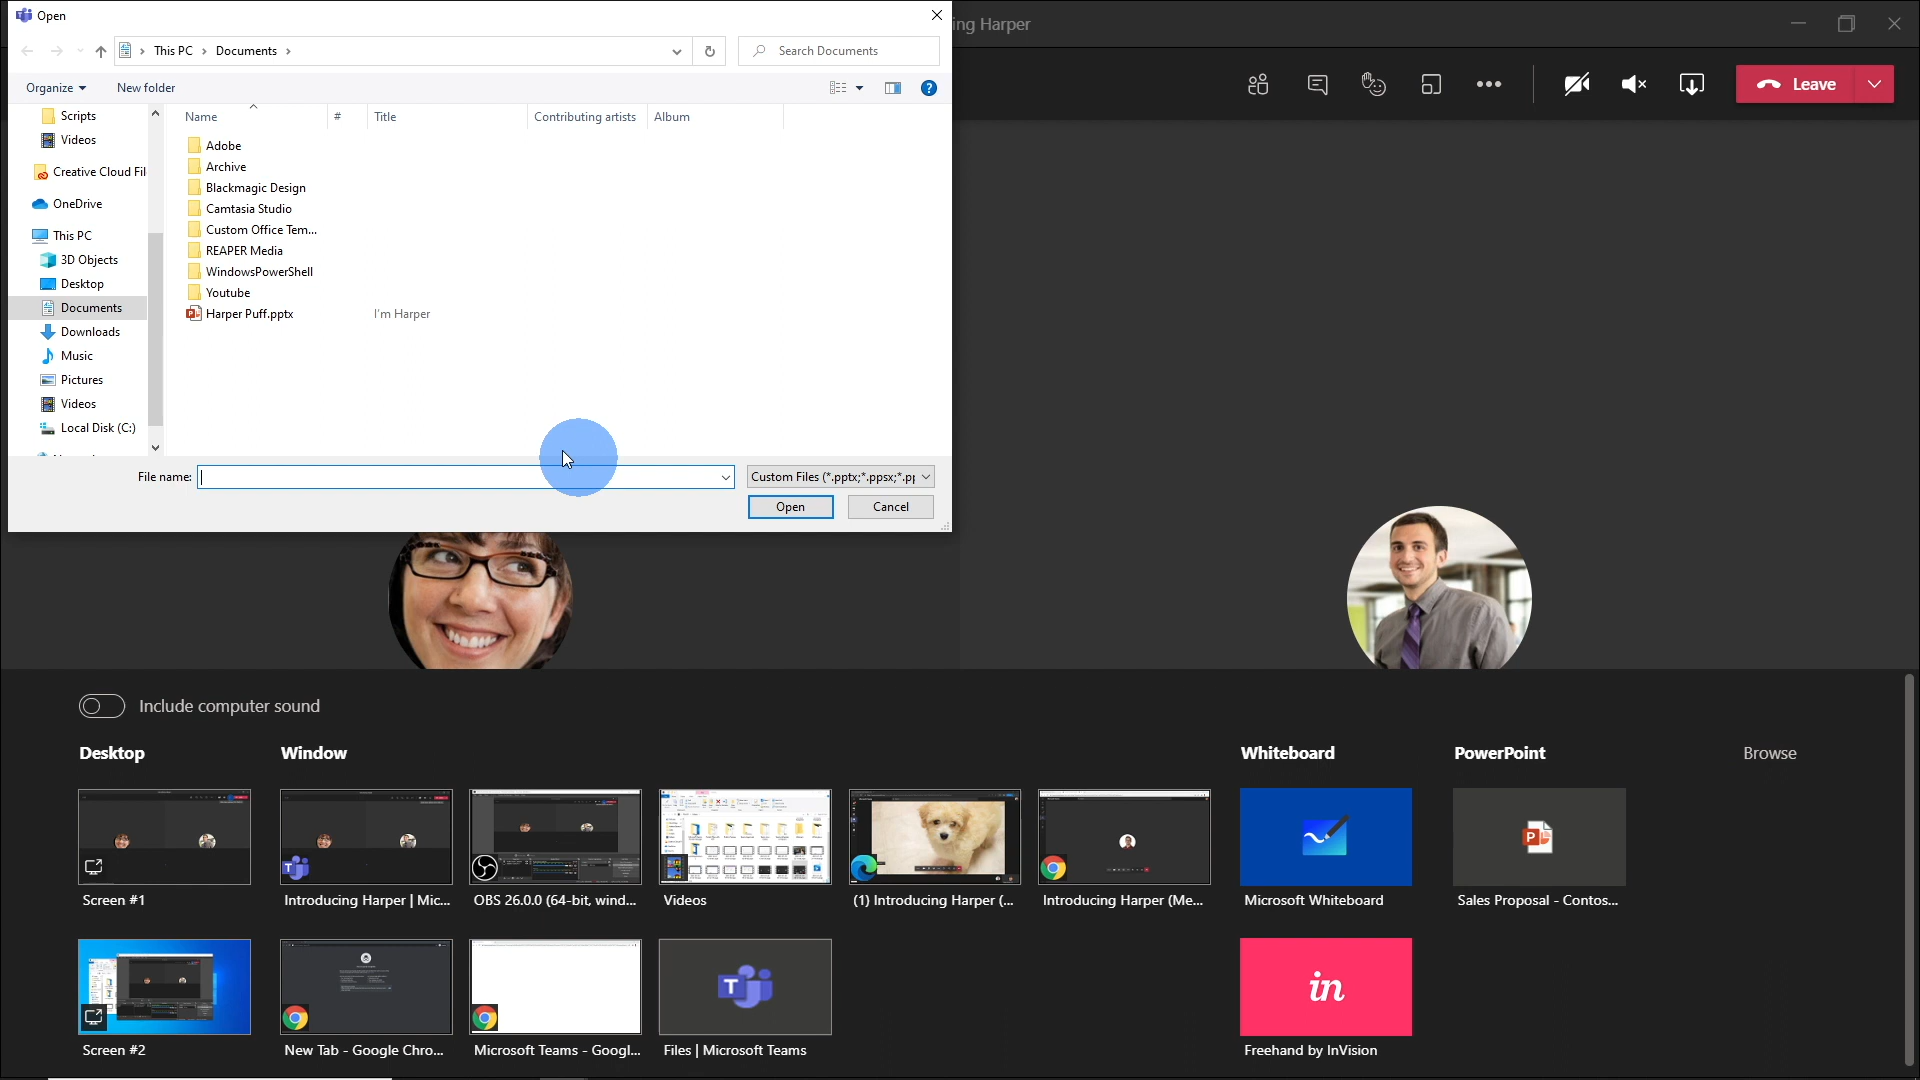 Open
ing Harper
This PC > Documents >
Search Documents
Organize
New folder
Leave
Scripts
Videos
Creative Cloud Fil
OneDrive
This PC
3D Objects
Desktop
Documents
Downloads
Music
Pictures
Videos
Local Disk (C:)
Name # Title Contributing artists Album
Adobe
Archive
Blackmagic Design
Camtasia Studio
Custom Office Tem...
REAPER Media
WindowsPowerShell
Youtube
Harper Puff.pptx I'm Harper
File name:
Custom Files (*.pptx;*.ppsx;*.pp
Open Cancel
Include computer sound
Desktop Window Whiteboard PowerPoint Browse
Screen #1
Introducing Harper | Mic...
OBS 26.0.0 (64-bit, wind...
Videos
(1) Introducing Harper (...
Introducing Harper (Me...
Microsoft Whiteboard
Sales Proposal - Contos...
in
Screen #2
New Tab - Google Chro...
Microsoft Teams - Googl...
Files | Microsoft Teams
Freehand by InVision